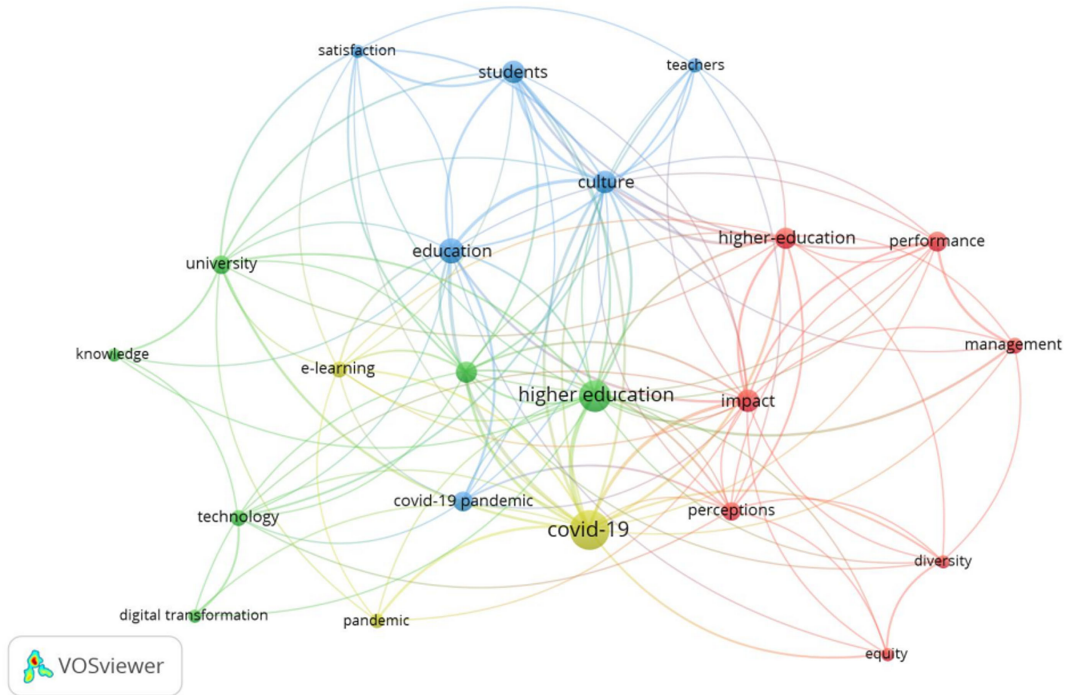 satisfaction
students
teachers
culture
higher-education
performance
education
university
management
knowledge
e-learning
higher education
impact
covid-19 pandemic
perceptions
technology
covid-19
diversity
digital transformation
pandemic
equity
VOSviewer